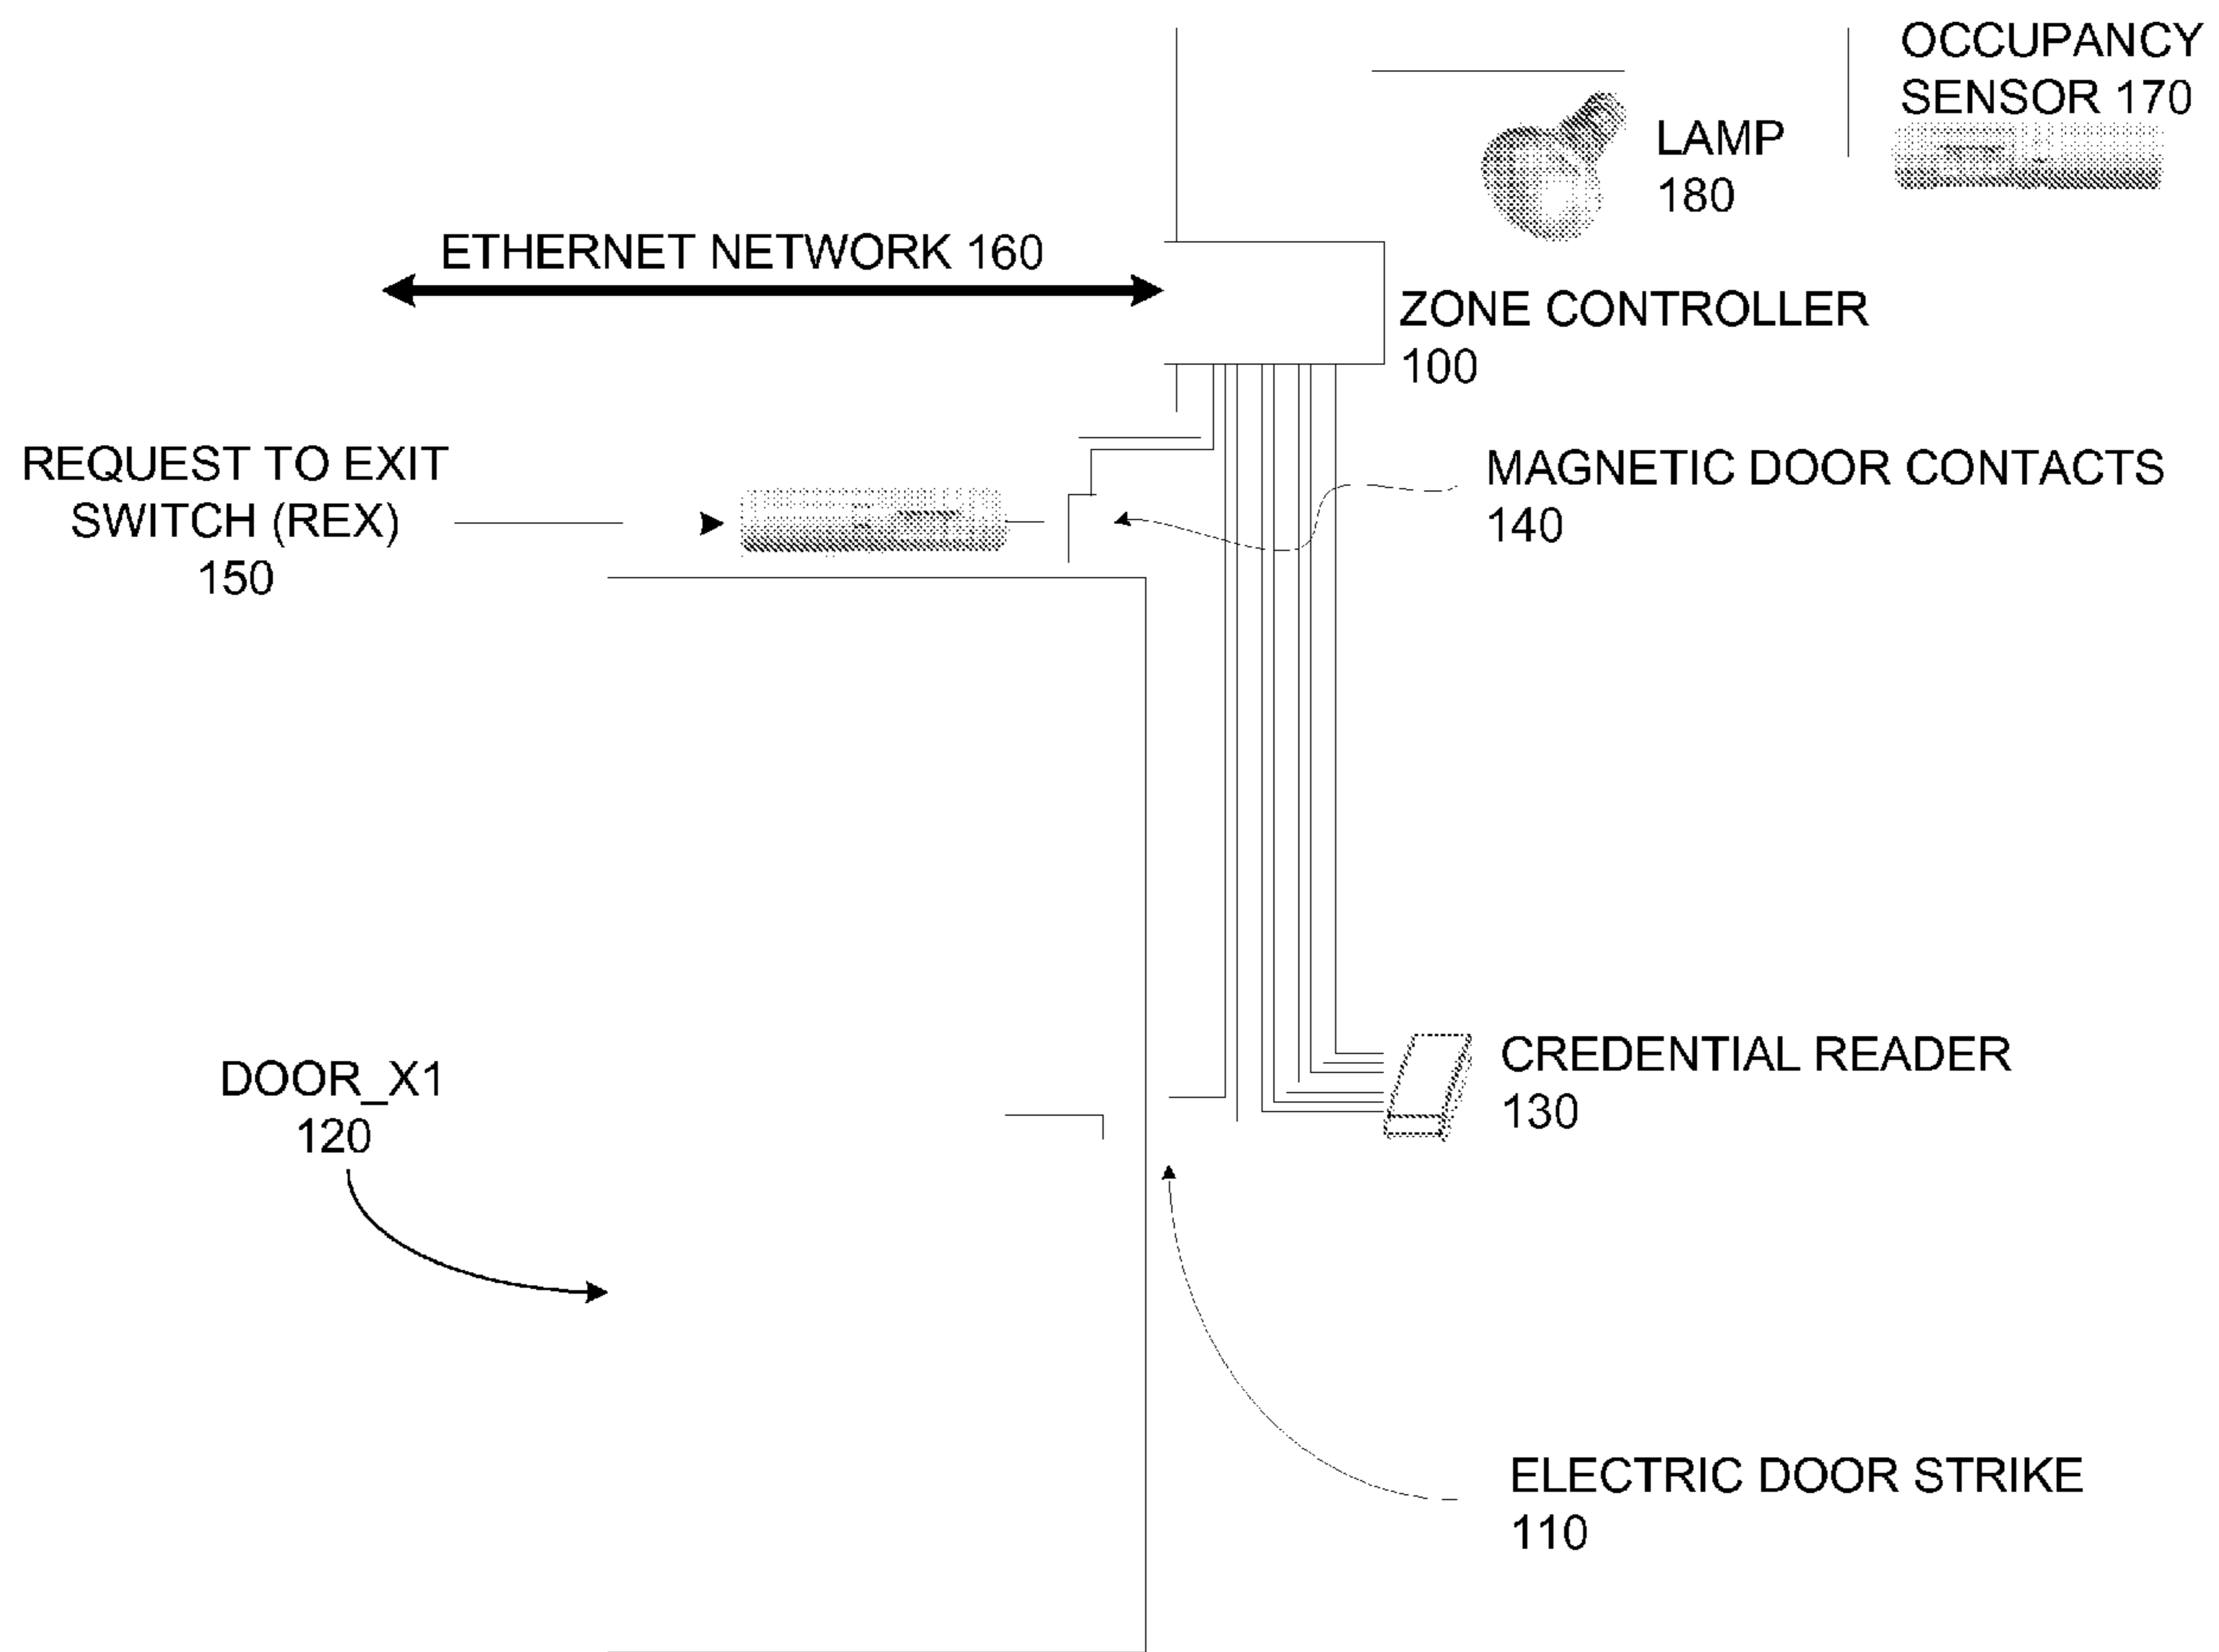 OCCUPANCY
SENSOR 170
LAMP
180
ETHERNET NETWORK 160
ZONE CONTROLLER
100
REQUEST TO EXIT
SWITCH (REX)
150
MAGNETIC DOOR CONTACTS
140
DOOR_X1
120
CREDENTIAL READER
130
ELECTRIC DOOR STRIKE
110